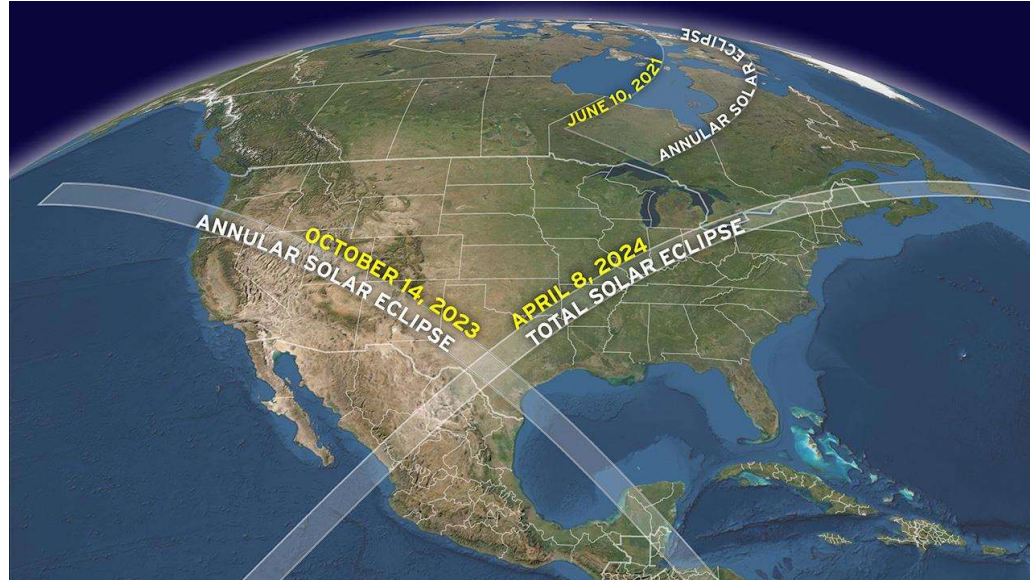 JUNE 10, 2021
ANNULAR SOLAR ECLIPSE
OCTOBER 14, 2023
ANNULAR SOLAR ECLIPSE
APRIL 8, 2024
TOTAL SOLAR ECLIPSE